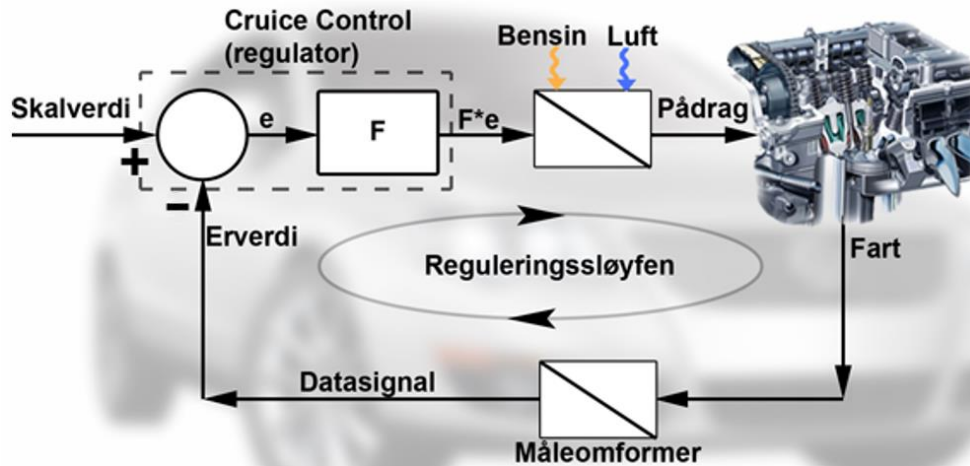 Cruice Control
(regulator)
Bensin Luft
Skalverdi
e
F
F*e
Pådrag
+
-
Erverdi
Reguleringssløyfen
Fart
Datasignal
Måleomformer